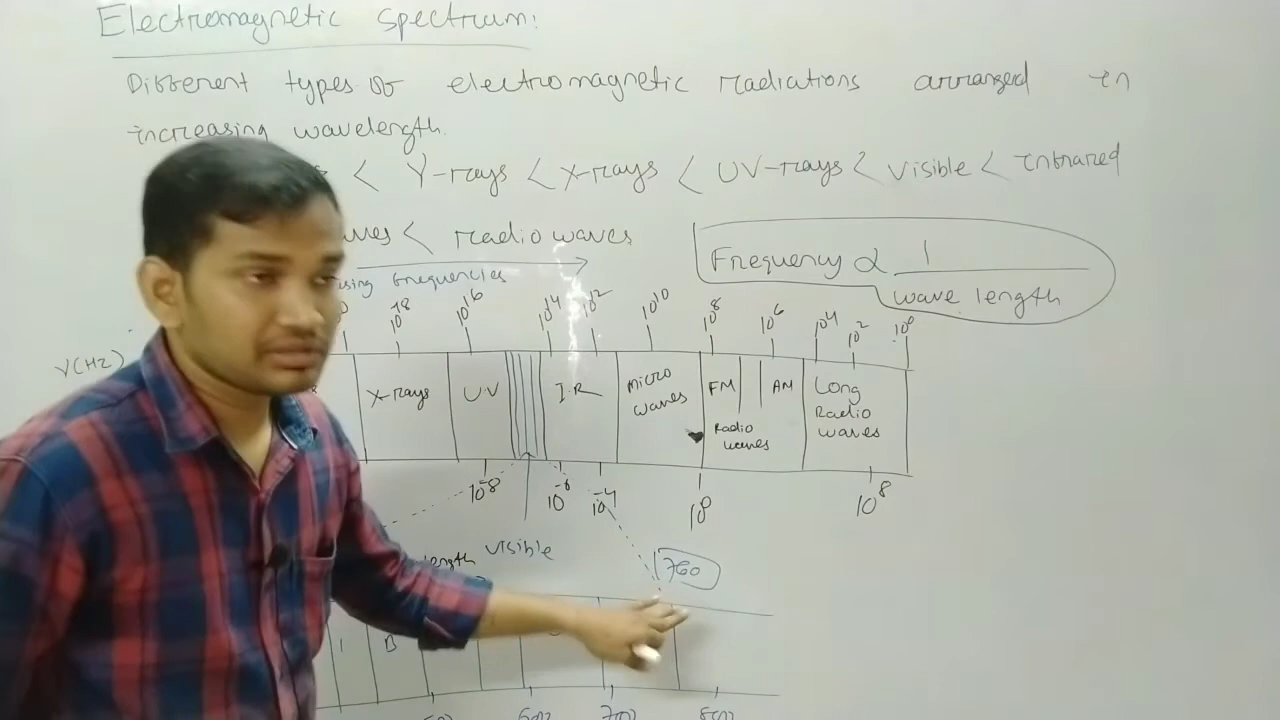 Electromagnetic spectrum:
Different types of electromagnetic radiations arranged in
increasing wavelength.
< γ-rays < x-rays < UV-rays < visible < infrared
< radiowaves
Frequency ∝ 1 / wave length
frequencies
10^18 10^16 10^14 10^12 10^10 10^8 10^6 10^4 10^2 10^0
ν(Hz)
x-rays U.V I.R Micro waves FM AM Radio waves Long Radio waves
10^-8 10^-6 10^-4 10^0 10^8
visible
760
I B
600 700 800